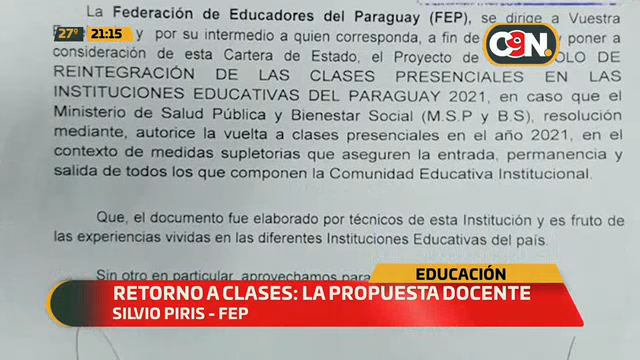 27° 21:15
C9N.
La Federación de Educadores del Paraguay (FEP), se dirige a Vuestra
y por su intermedio a quien corresponda, a fin de y poner a
consideración de esta Cartera de Estado, el Proyecto de OLO DE
REINTEGRACIÓN DE LAS CLASES PRESENCIALES EN LAS
INSTITUCIONES EDUCATIVAS DEL PARAGUAY 2021, en caso que el
Ministerio de Salud Pública y Bienestar Social (M.S.P y B.S), resolución
mediante, autorice la vuelta a clases presenciales en el año 2021, en el
contexto de medidas supletorias que aseguren la entrada, permanencia y
salida de todos los que componen la Comunidad Educativa Institucional.
Que, el documento fue elaborado por técnicos de esta Institución y es fruto de
las experiencias vividas en las diferentes Instituciones Educativas del país.
Sin otro en particular, aprovechamos para
EDUCACIÓN
RETORNO A CLASES: LA PROPUESTA DOCENTE
SILVIO PIRIS - FEP